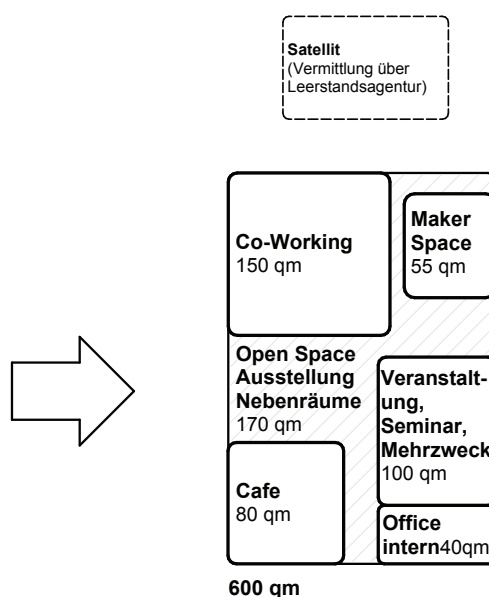 Satellit
(Vermittlung über
Leerstandsagentur)
Co-Working
150 qm
Maker
Space
55 qm
Open Space
Ausstellung
Nebenräume
170 qm
Veranstalt-
ung,
Seminar,
Mehrzweck
100 qm
Cafe
80 qm
Office
intern40qm
600 qm